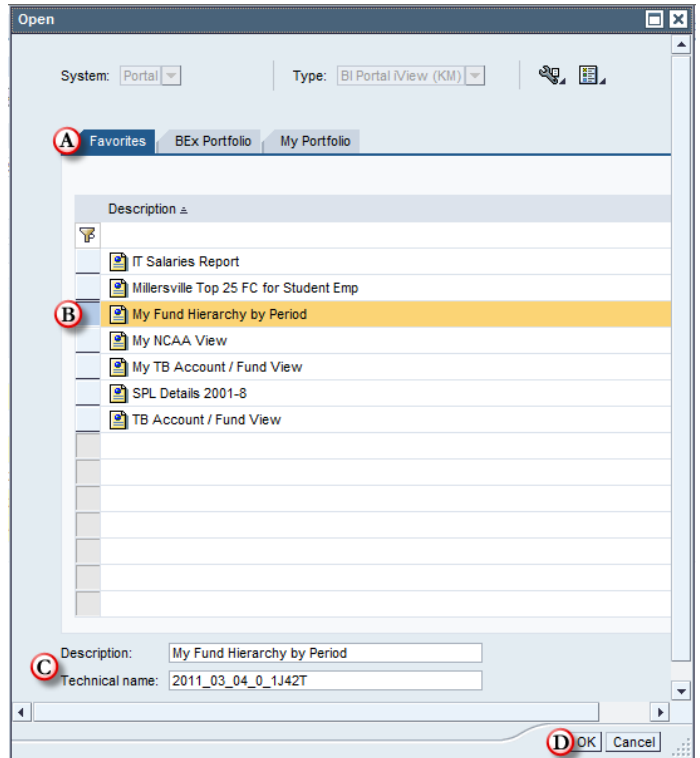 Open
System: Portal Type: BI Portal iView (KM)
A Favorites BEx Portfolio My Portfolio
Description
IT Salaries Report
Millersville Top 25 FC for Student Emp
B My Fund Hierarchy by Period
My NCAA View
My TB Account / Fund View
SPL Details 2001-8
TB Account / Fund View
Description: My Fund Hierarchy by Period
C
Technical name: 2011_03_04_0_1J42T
D OK Cancel